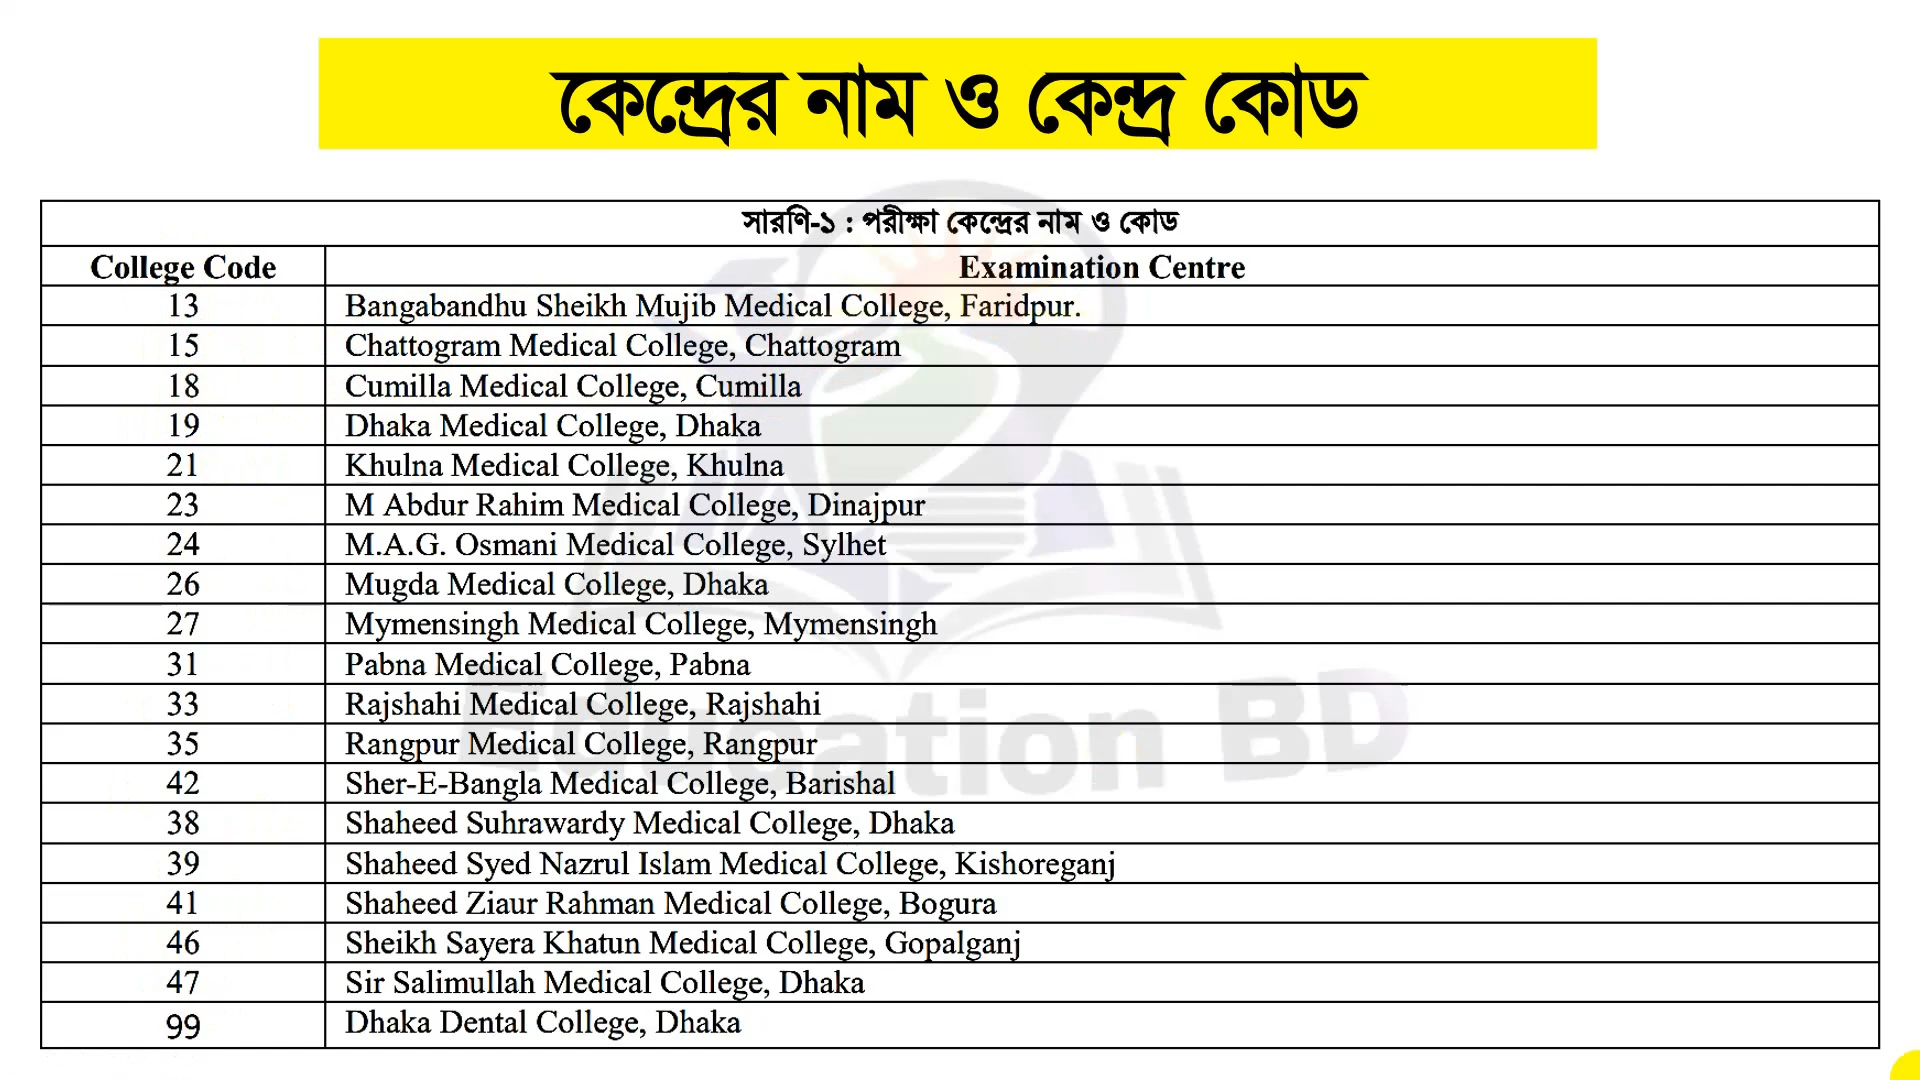 কেন্দ্রের নাম ও কেন্দ্র কোড
সারণি-১ : পরীক্ষা কেন্দ্রের নাম ও কোড
College Code Examination Centre
13 Bangabandhu Sheikh Mujib Medical College, Faridpur.
15 Chattogram Medical College, Chattogram
18 Cumilla Medical College, Cumilla
19 Dhaka Medical College, Dhaka
21 Khulna Medical College, Khulna
23 M Abdur Rahim Medical College, Dinajpur
24 M.A.G. Osmani Medical College, Sylhet
26 Mugda Medical College, Dhaka
27 Mymensingh Medical College, Mymensingh
31 Pabna Medical College, Pabna
33 Rajshahi Medical College, Rajshahi
35 Rangpur Medical College, Rangpur
42 Sher-E-Bangla Medical College, Barishal
38 Shaheed Suhrawardy Medical College, Dhaka
39 Shaheed Syed Nazrul Islam Medical College, Kishoreganj
41 Shaheed Ziaur Rahman Medical College, Bogura
46 Sheikh Sayera Khatun Medical College, Gopalganj
47 Sir Salimullah Medical College, Dhaka
99 Dhaka Dental College, Dhaka
Education BD